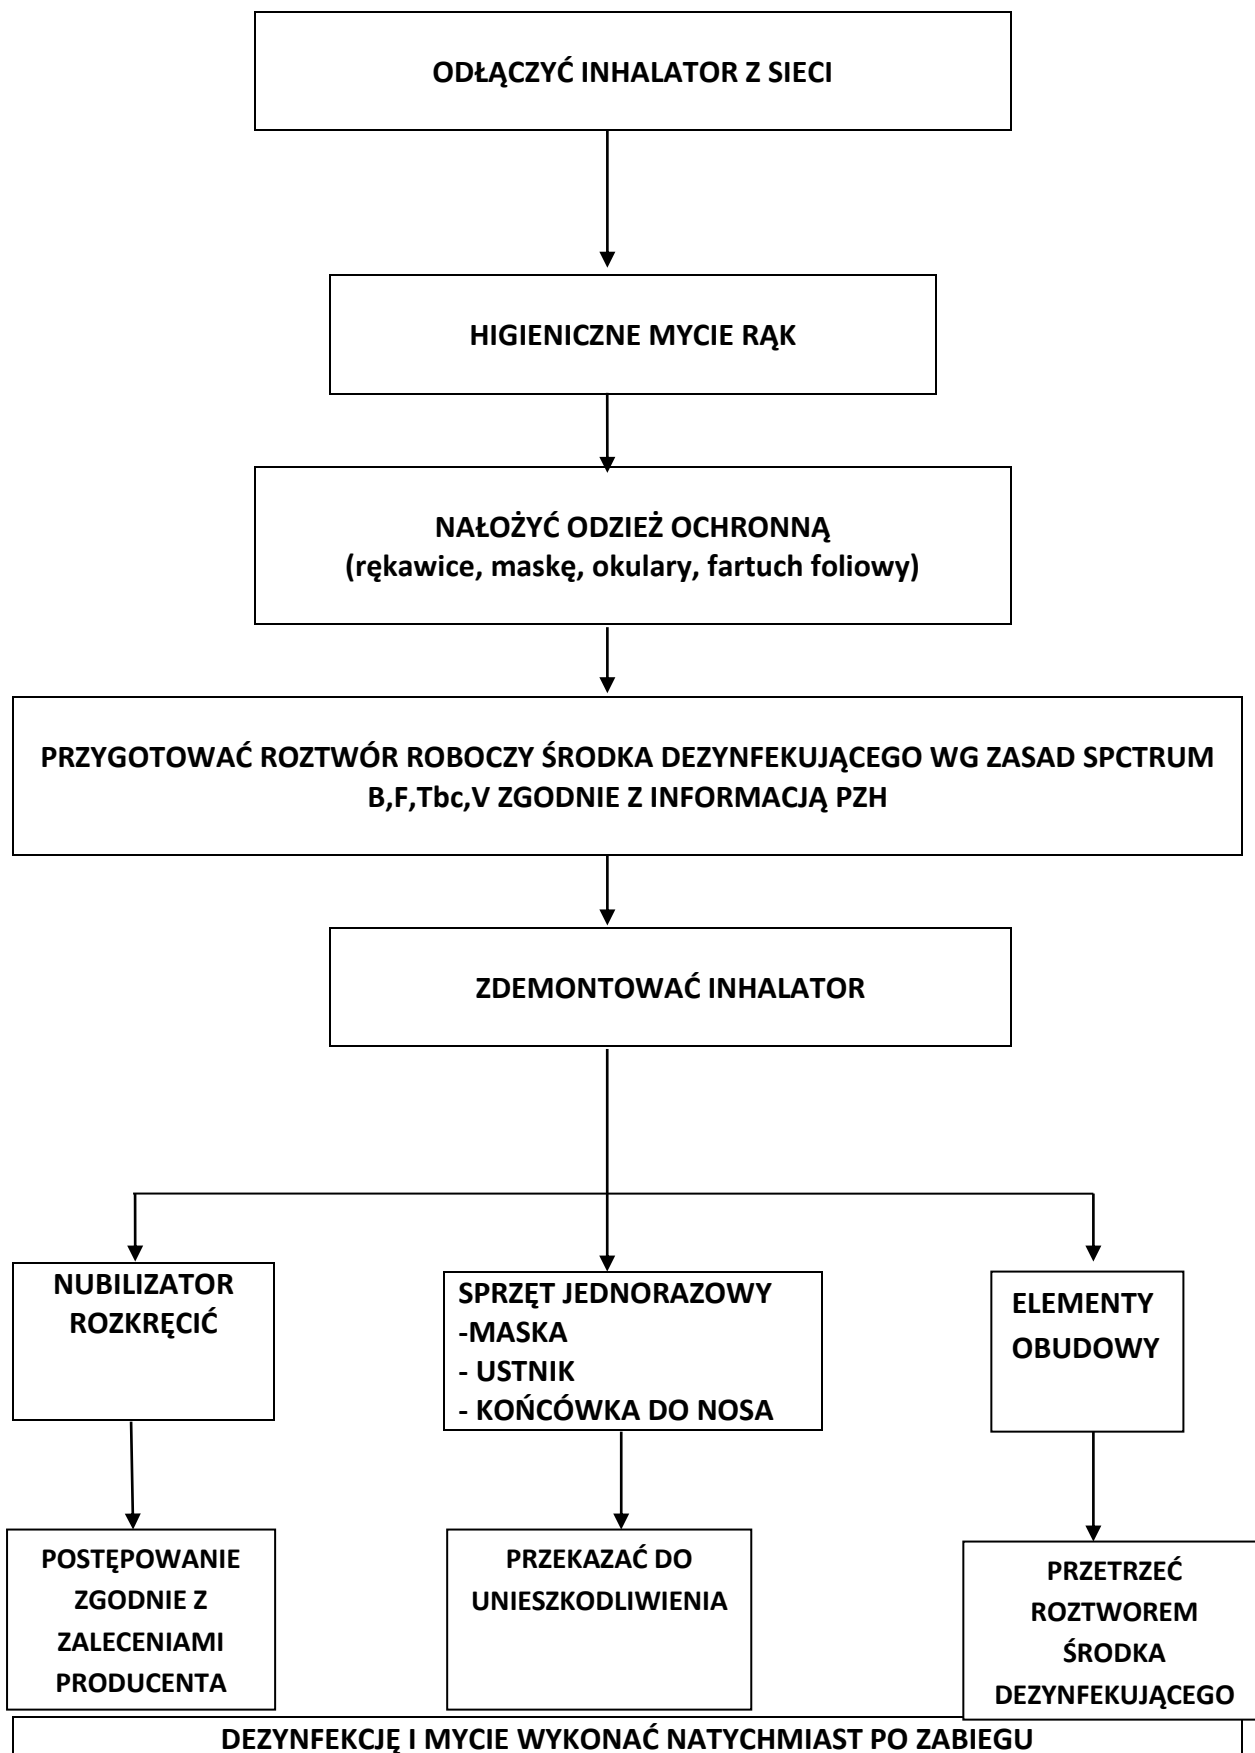 ODŁĄCZYĆ INHALATOR Z SIECI
HIGIENICZNE MYCIE RĄK
NAŁOŻYĆ ODZIEŻ OCHRONNĄ
(rękawice, maskę, okulary, fartuch foliowy)
PRZYGOTOWAĆ ROZTWÓR ROBOCZY ŚRODKA DEZYNFEKUJĄCEGO WG ZASAD SPCTRUM
B,F,Tbc,V ZGODNIE Z INFORMACJĄ PZH
ZDEMONTOWAĆ INHALATOR
NUBILIZATOR
ROZKRĘCIĆ
SPRZĘT JEDNORAZOWY
-MASKA
- USTNIK
- KOŃCÓWKA DO NOSA
ELEMENTY
OBUDOWY
POSTĘPOWANIE
ZGODNIE Z
ZALECENIAMI
PRODUCENTA
PRZEKAZAĆ DO
UNIESZKODLIWIENIA
PRZETRZEĆ
ROZTWOREM
ŚRODKA
DEZYNFEKUJĄCEGO
DEZYNFEKCJĘ I MYCIE WYKONAĆ NATYCHMIAST PO ZABIEGU